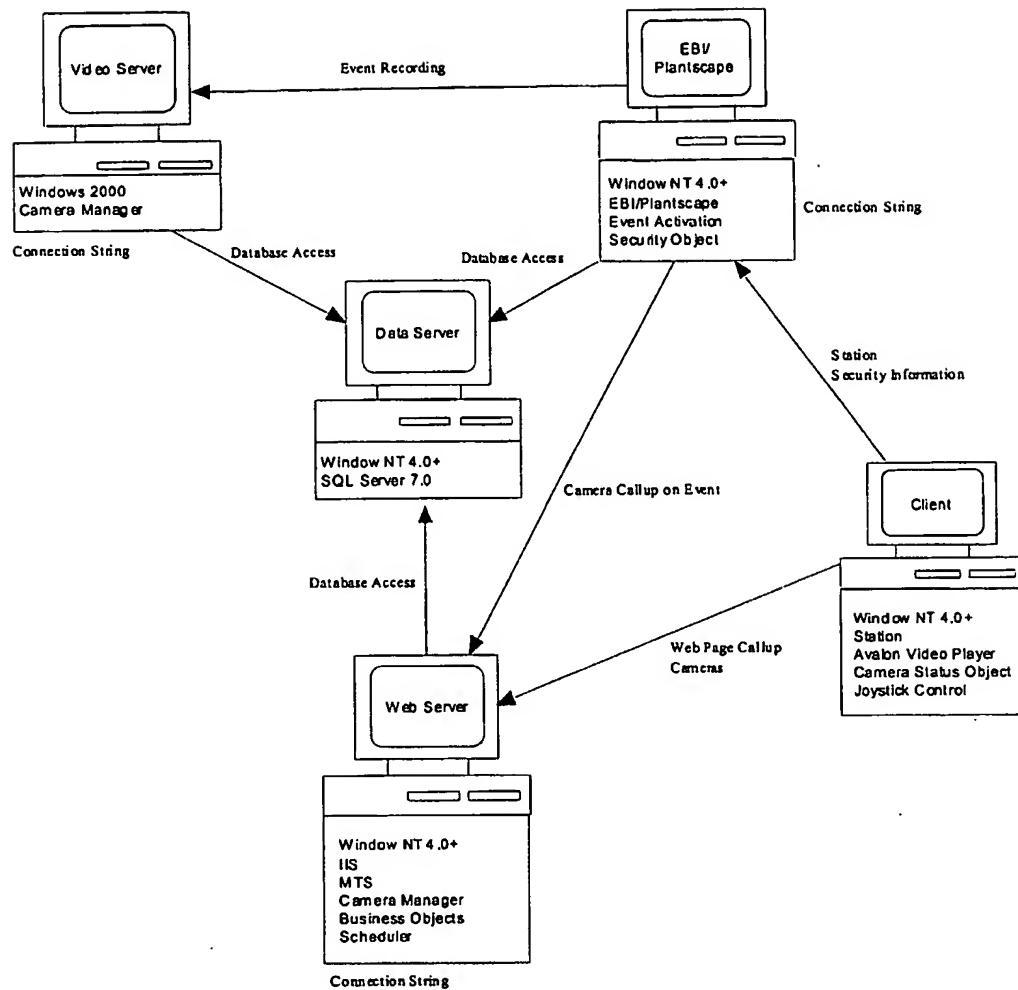 Video Server
Event Recording
EBI/
Plantscape
Windows 2000
Camera Manager
Connection String
Window NT 4.0+
EBI/Plantscape
Event Activation
Security Object
Connection String
Database Access
Database Access
Data Server
Station
Security Information
Window NT 4.0+
SQL Server 7.0
Camera Callup on Event
Client
Database Access
Window NT 4.0+
Station
Avalon Video Player
Camera Status Object
Joystick Control
Web Page Callup
Cameras
Web Server
Window NT 4.0+
IIS
MTS
Camera Manager
Business Objects
Scheduler
Connection String